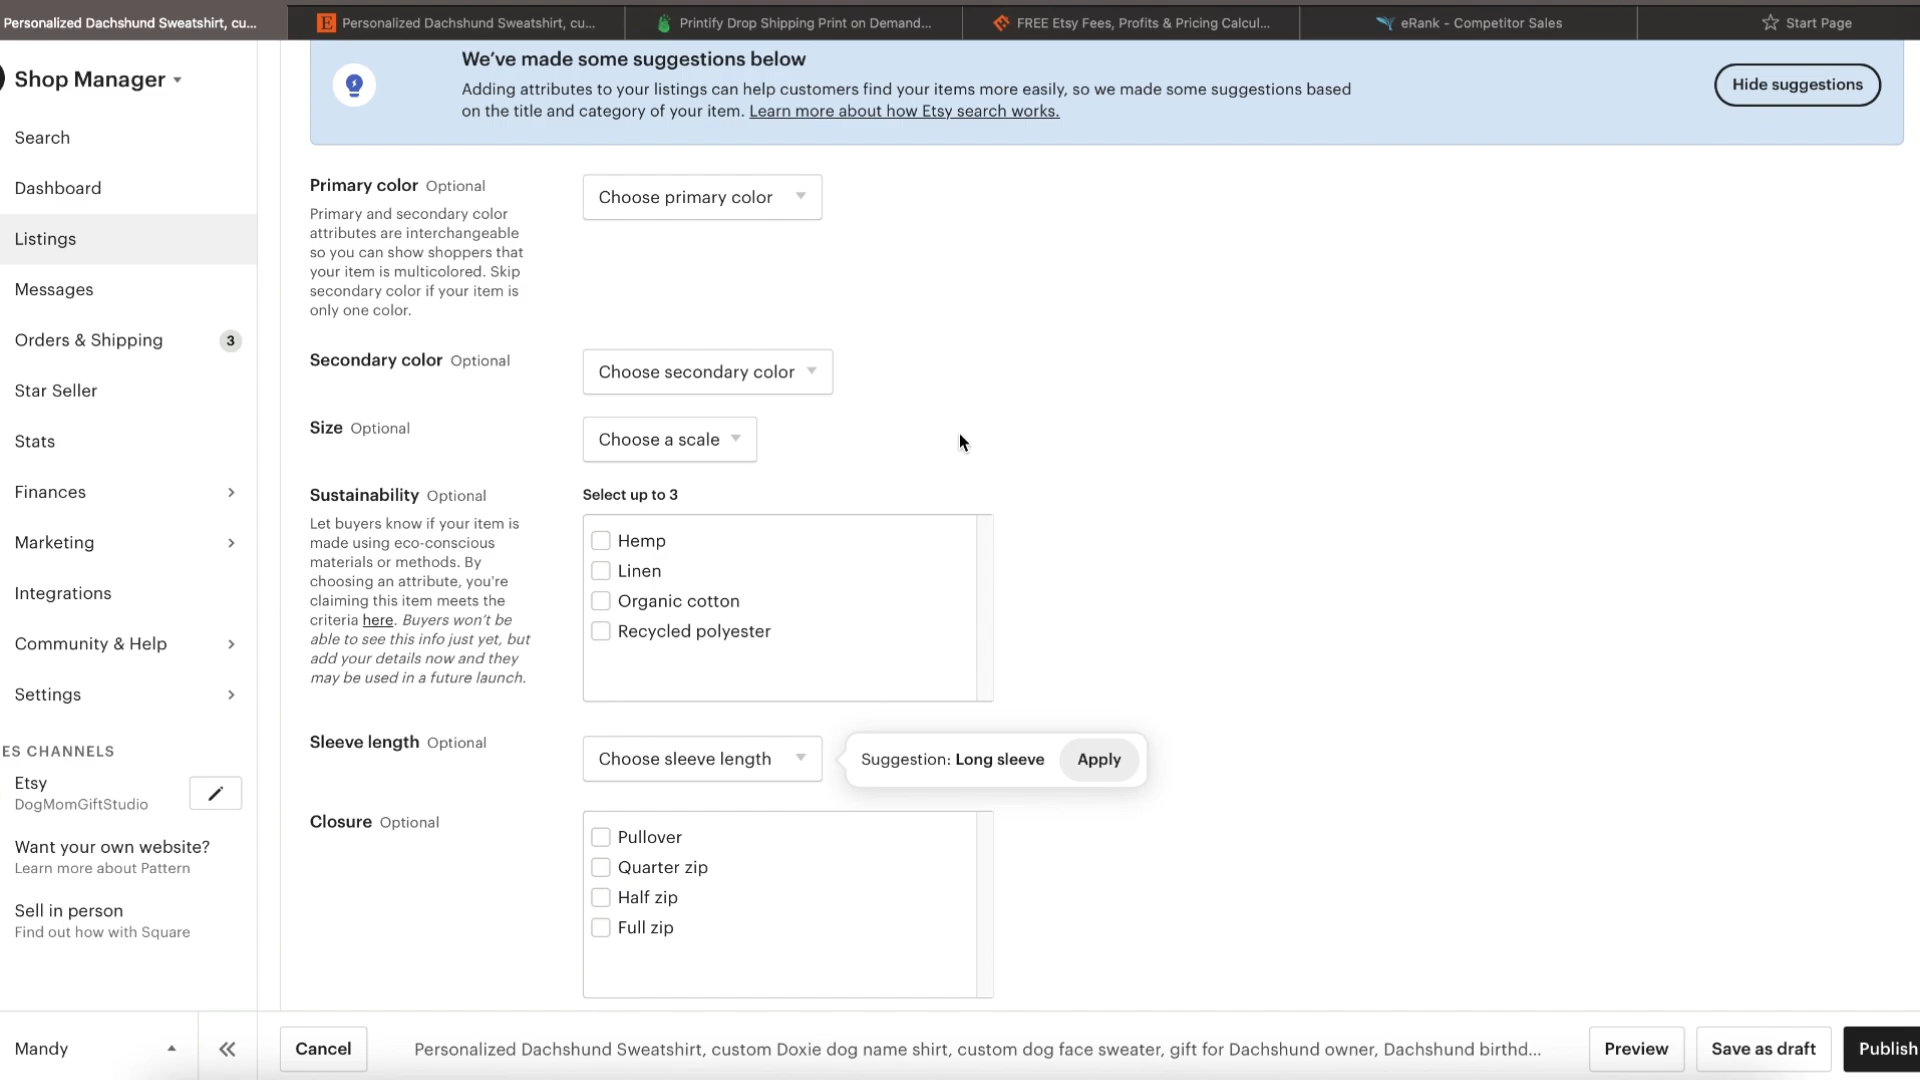 Personalized Dachshund Sweatshirt, cu...
Personalized Dachshund Sweatshirt, cu...
Printify Drop Shipping Print on Demand...
FREE Etsy Fees, Profits & Pricing Calcul...
eRank - Competitor Sales
Start Page
Shop Manager
Search
Dashboard
Listings
Messages
Orders & Shipping
3
Star Seller
Stats
Finances
Marketing
Integrations
Community & Help
Settings
ES CHANNELS
Etsy
DogMomGiftStudio
Want your own website?
Learn more about Pattern
Sell in person
Find out how with Square
Mandy
We've made some suggestions below
Adding attributes to your listings can help customers find your items more easily, so we made some suggestions based
on the title and category of your item. Learn more about how Etsy search works.
Hide suggestions
Primary color Optional
Primary and secondary color
attributes are interchangeable
so you can show shoppers that
your item is multicolored. Skip
secondary color if your item is
only one color.
Choose primary color
Secondary color Optional
Choose secondary color
Size Optional
Choose a scale
Sustainability Optional
Let buyers know if your item is
made using eco-conscious
materials or methods. By
choosing an attribute, you're
claiming this item meets the
criteria here. Buyers won't be
able to see this info just yet, but
add your details now and they
may be used in a future launch.
Select up to 3
Hemp
Linen
Organic cotton
Recycled polyester
Sleeve length Optional
Choose sleeve length
Suggestion: Long sleeve
Apply
Closure Optional
Pullover
Quarter zip
Half zip
Full zip
Cancel
Personalized Dachshund Sweatshirt, custom Doxie dog name shirt, custom dog face sweater, gift for Dachshund owner, Dachshund birthd...
Preview
Save as draft
Publish